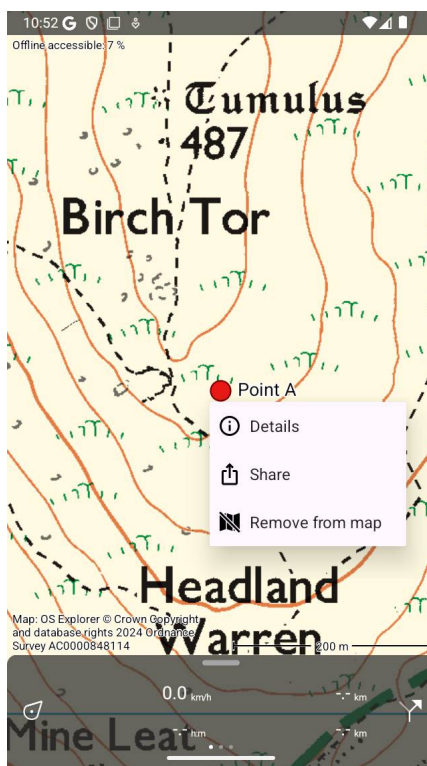 10:52
Offline accessible: 7 %
Tumulus
487
Birch Tor
Point A
Details
Share
Remove from map
Headland
Warren
Map: OS Explorer © Crown Copyright
and database rights 2024 Ordnance
Survey AC0000848114
200 m
0.0 km/h
-.- km
-:- h:m
-:- km
Mine Leat